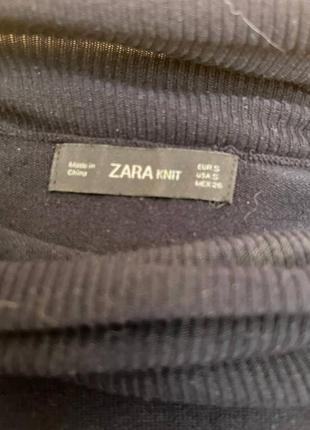 Made in
China
ZARA KNIT
EUR S
USA S
MEX 26